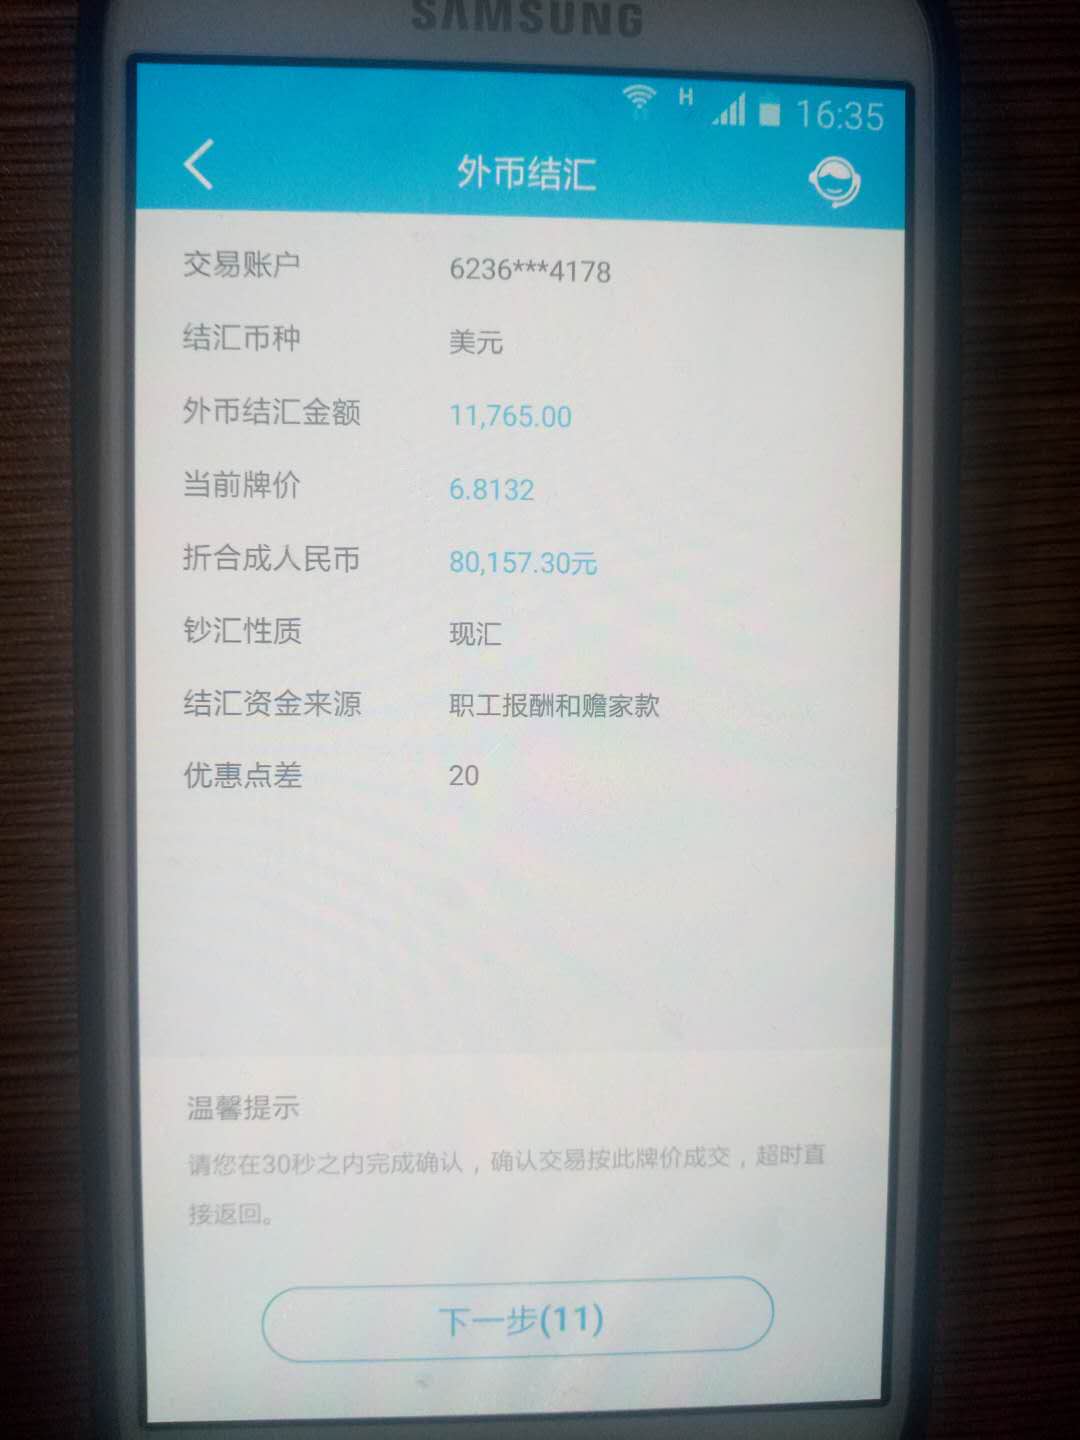 SAMSUNG
H 16:35
外币结汇
交易账户 6236***4178
结汇币种 美元
外币结汇金额 11,765.00
当前牌价 6.8132
折合成人民币 80,157.30元
钞汇性质 现汇
结汇资金来源 职工报酬和赡家款
优惠点差 20
温馨提示
请您在30秒之内完成确认，确认交易按此牌价成交，超时直
接返回。
下一步(11)